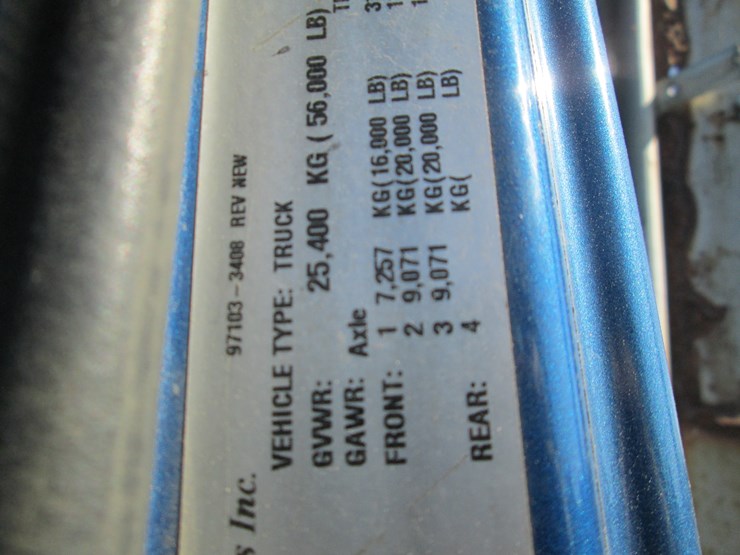 s Inc.
97103-3408 REV NEW
VEHICLE TYPE: TRUCK
GVWR: 25,400 KG ( 56,000 LB)
GAWR: Axle
FRONT: 1 7,257 KG( 16,000 LB)
2 9,071 KG( 20,000 LB)
3 9,071 KG( 20,000 LB)
REAR: 4 KG( LB)